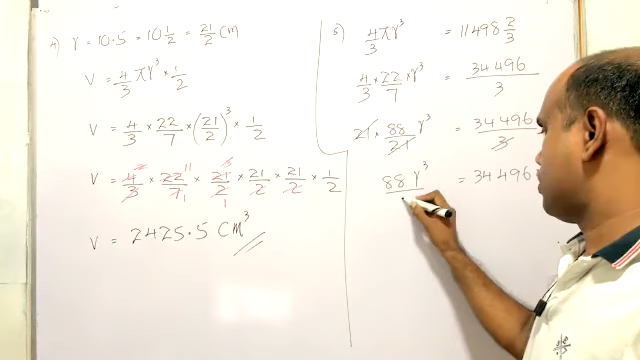 4) r = 10.5 = 10 1/2 = 21/2 cm
V = 4/3 πr³ × 1/2
V = 4/3 × 22/7 × (21/2)³ × 1/2
V = 4/3 × 22/7 × 21/2 × 21/2 × 21/2 × 1/2
V = 2425.5 cm³
5) 4/3 πr³ = 11498 2/3
4/3 × 22/7 × r³ = 34496/3
21 × 88/21 r³ = 34496/3
88 r³ = 34496